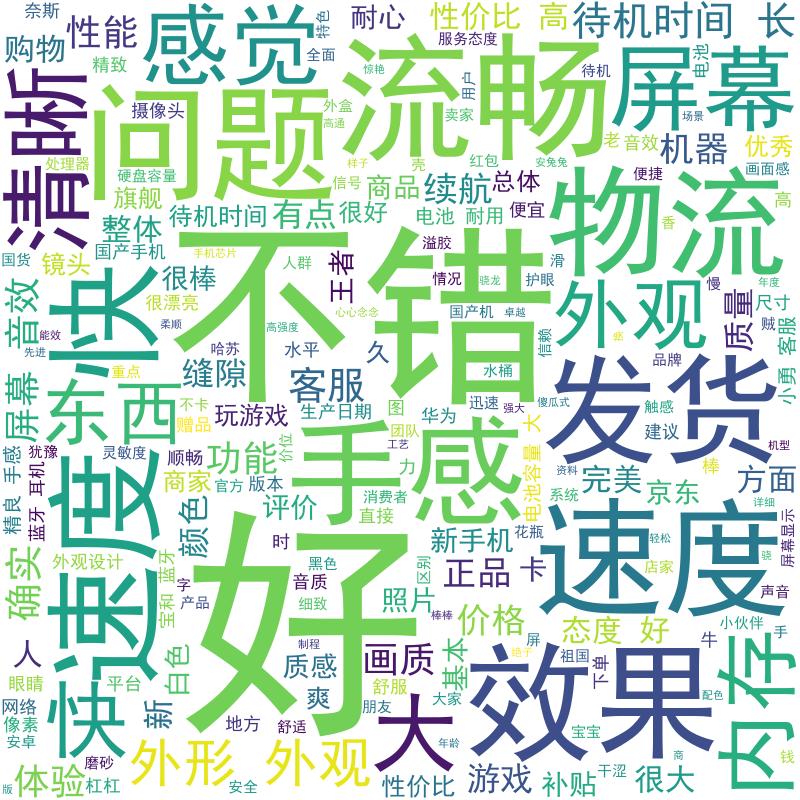 奈斯
购物
性能
感觉
特色
全面
耐心
性价比
高
待机时间
长
服务态度
精致
惊艳
用户
待机
电池
屏幕
流畅
清晰
问题
摄像头
外盒
高通
卖家
场景
老
音效
机器
优秀
处理器
硬盘容量
样子
壳
红包
安兔兔
画面感
旗舰
信号
商品
续航
总体
便捷
物流
高
香
整体
待机时间
有点
很好
电池
耐用
便宜
国产手机
国货
镜头
手机芯片
人群
王者
溢胶
情况
骁龙
护眼
滑
慢
年度
很棒
不错
外观
质量
尺寸
贼
客服
小勇
音效
快
很漂亮
柔顺
高强度
心心念念
国产机
卓越
信赖
能效
先进
哈苏
水平
久
水桶
品牌
重点
缝隙
客服
屏幕
东西
不卡
赠品
玩游戏
生产日期
图
华为
迅速
强大
傻瓜式
大
触感
发货
价位
团队
工艺
建议
机型
手感
犹豫
灵敏度
顺畅
功能
手感
力
电池容量
资料
完美
棒
方面
精良
蓝牙
耳机
速度
商家
官方
版本
消费者
直接
系统
京东
详细
颜色
评价
新手机
花瓶
速度
轻松
骁
屏幕显示
确实
外观设计
宝和
蓝牙
时
黑色
区别
字
产品
音质
细致
照片
正品
卡
店家
声音
好
棒棒
价格
态度
好
小伙伴
手
人
制程
牛
眼睛
平台
快
白色
质感
画质
基本
屏
绝子
祖国
下单
内存
效果
网络
像素
安卓
新
爽
舒服
朋友
大家
配色
地方
舒适
大
年龄
宝宝
商
钱
磨砂
外形
外观
版
体验
杠杠
安全
性价比
游戏
补贴
干涩
很大